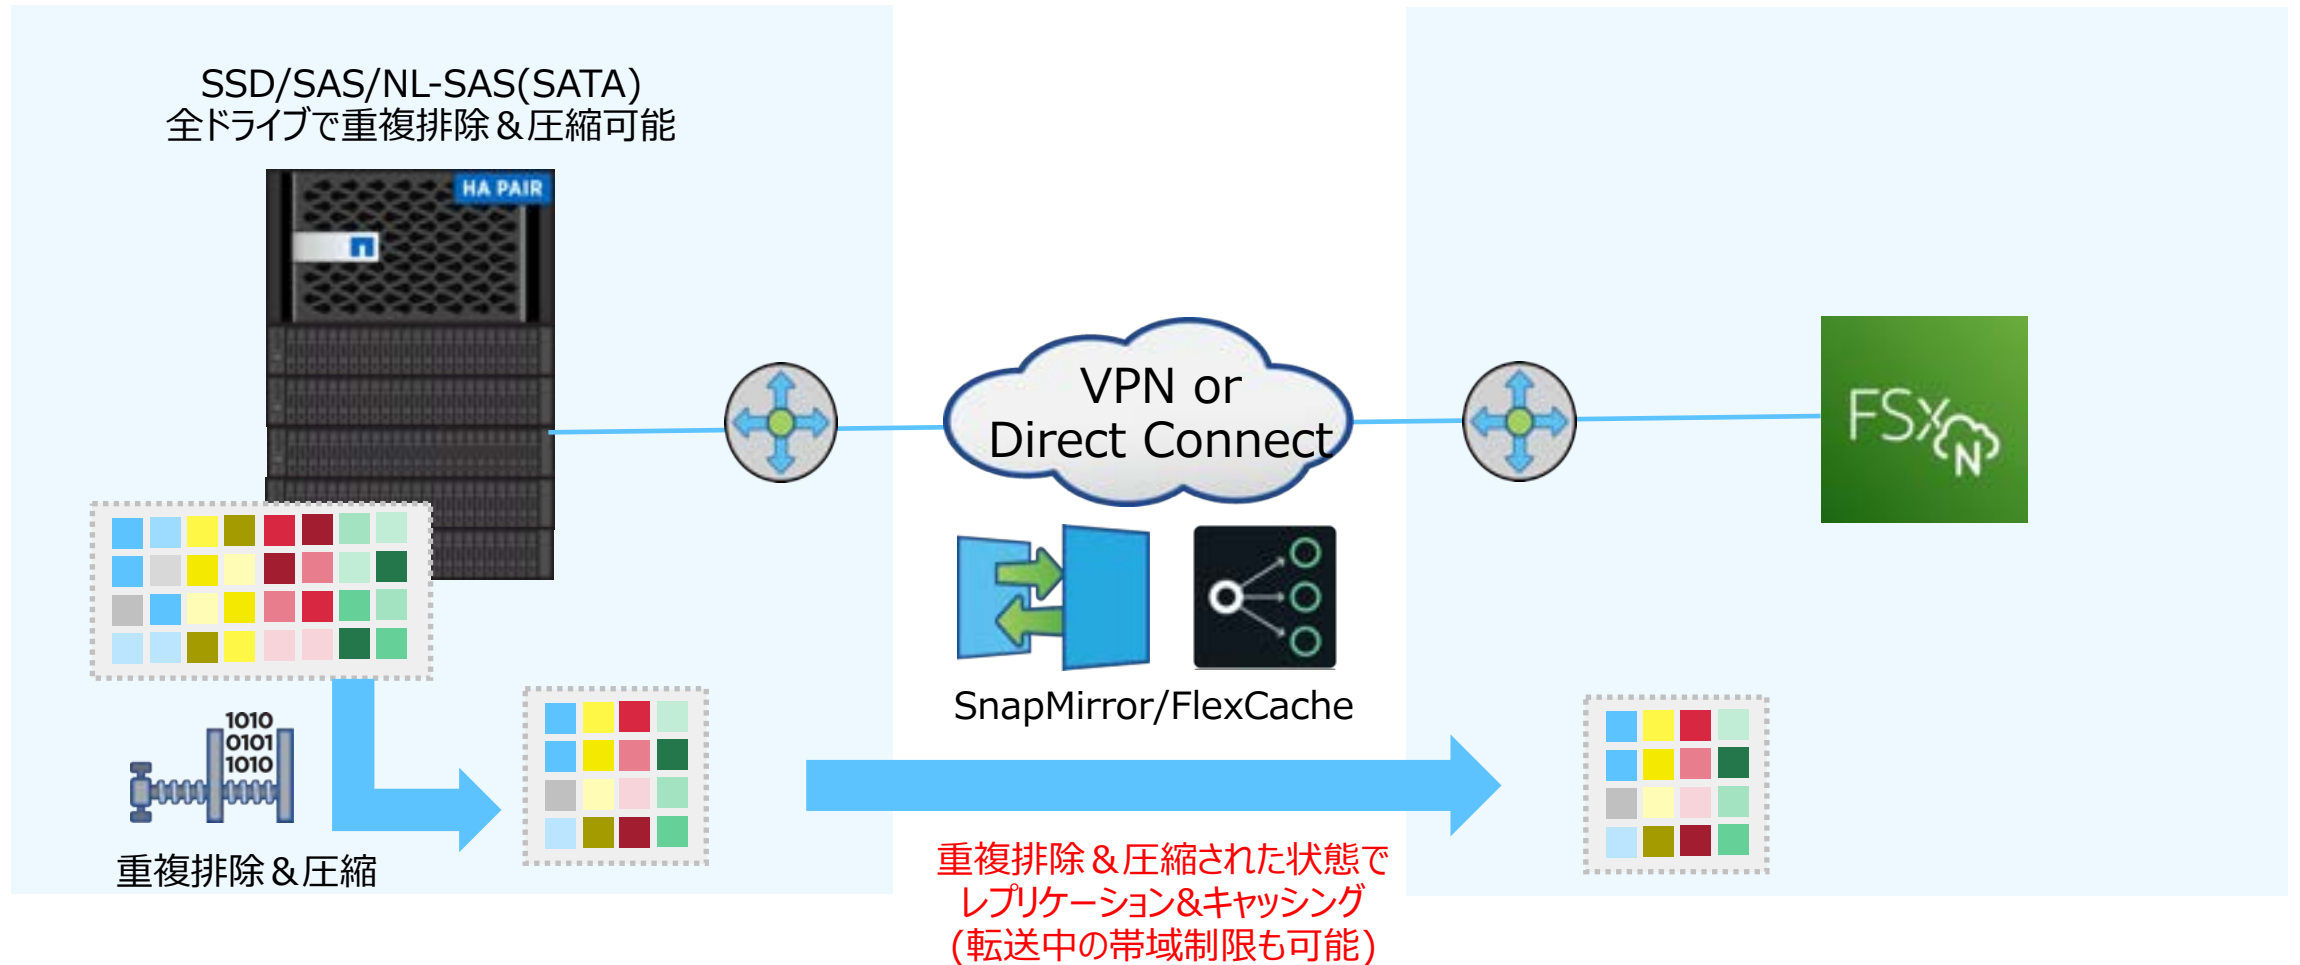 SSD/SAS/NL-SAS(SATA)
全ドライブで重複排除＆圧縮可能
HA PAIR
VPN or
Direct Connect
FSx
N
SnapMirror/FlexCache
1010
0101
1010
重複排除＆圧縮
重複排除＆圧縮された状態で
レプリケーション&キャッシング
(転送中の帯域制限も可能)